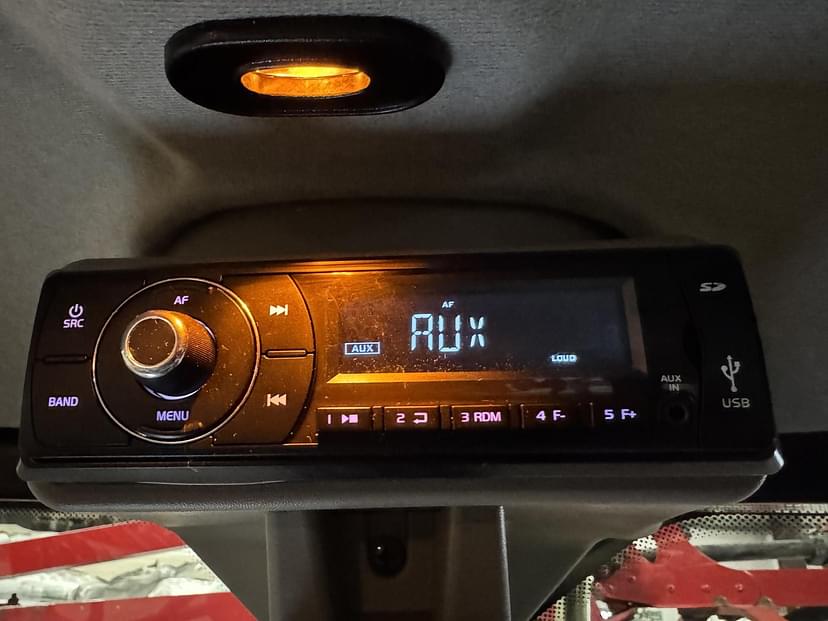 AF
SRC
AF
AUX
AUX
LOUD
AUX
IN
BAND
MENU
1
2
3 RDM
4 F-
5 F+
SD
USB